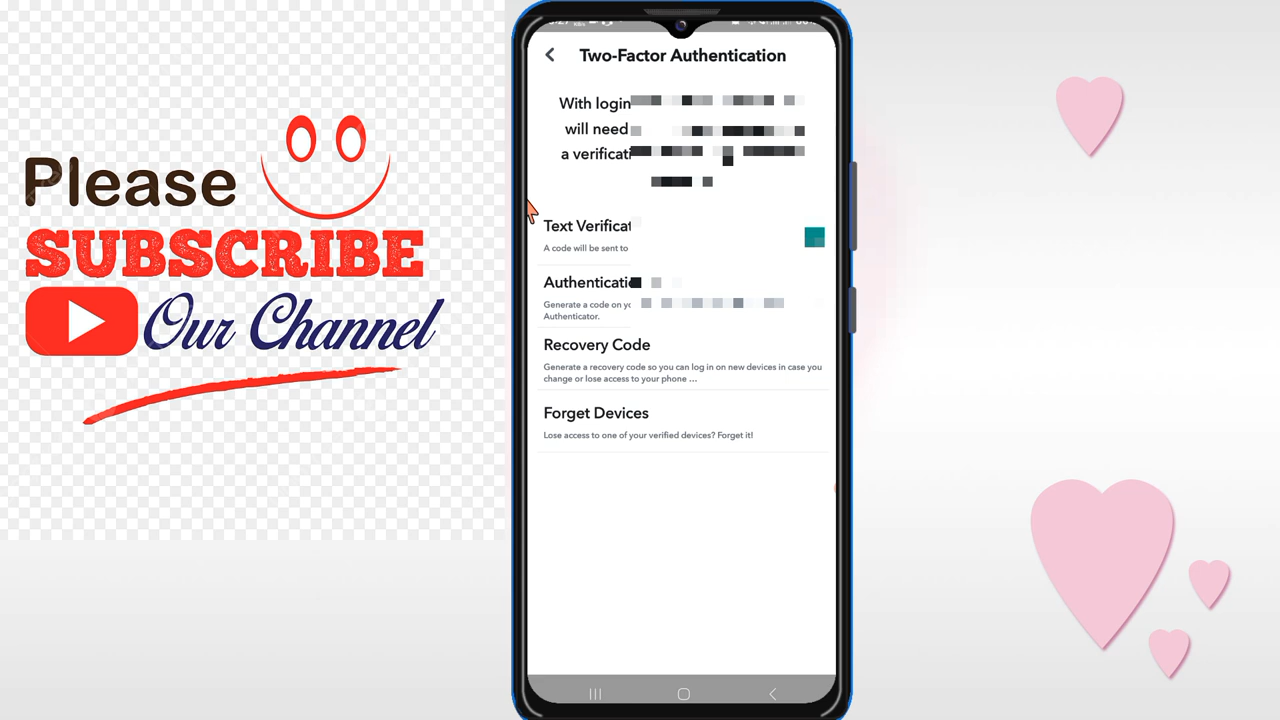 Please
SUBSCRIBE
Our Channel
Two-Factor Authentication
With login
will need
a verificati
Text Verificat
A code will be sent to
Authenticatio
Generate a code on yo
Authenticator.
Recovery Code
Generate a recovery code so you can log in on new devices in case you
change or lose access to your phone ...
Forget Devices
Lose access to one of your verified devices? Forget it!